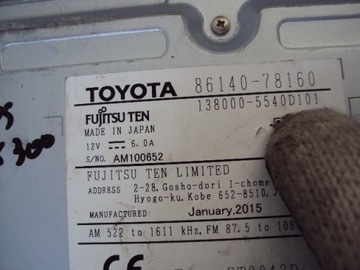 TOYOTA 86140-78160
FUJITSU TEN 138000-5540D101
MADE IN JAPAN
12V 6.0A
S/NO. AM100652
300
FUJITSU TEN LIMITED
ADDRESS 2-28, Gosho-dori 1-chome
Hyogo-ku, Kobe 652-8510, J
MANUFACTURED January,2015
AM 522 to 1611 kHz, FM 87.5 to 108
CE